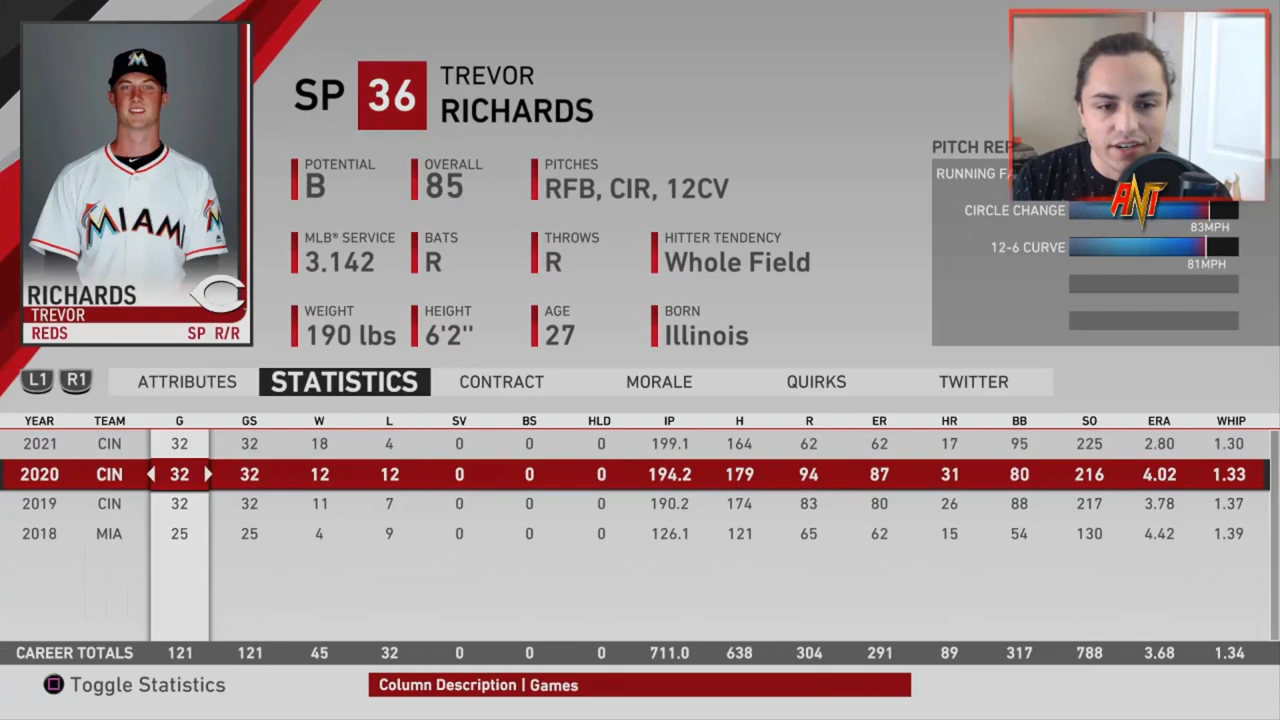 SP 36 TREVOR
RICHARDS
POTENTIAL OVERALL PITCHES
B 85 RFB, CIR, 12CV
MLB® SERVICE BATS THROWS HITTER TENDENCY
3.142 R R Whole Field
WEIGHT HEIGHT AGE BORN
190 lbs 6'2" 27 Illinois
MIAMI
RICHARDS
TREVOR
REDS SP R/R
PITCH REP
RUNNING FA
ANT
CIRCLE CHANGE
83MPH
12-6 CURVE
81MPH
L1 R1 ATTRIBUTES STATISTICS CONTRACT MORALE QUIRKS TWITTER
YEAR TEAM G GS W L SV BS HLD IP H R ER HR BB SO ERA WHIP
2021 CIN 32 32 18 4 0 0 0 199.1 164 62 62 17 95 225 2.80 1.30
2020 CIN 32 32 12 12 0 0 0 194.2 179 94 87 31 80 216 4.02 1.33
2019 CIN 32 32 11 7 0 0 0 190.2 174 83 80 26 88 217 3.78 1.37
2018 MIA 25 25 4 9 0 0 0 126.1 121 65 62 15 54 130 4.42 1.39
CAREER TOTALS 121 121 45 32 0 0 0 711.0 638 304 291 89 317 788 3.68 1.34
Toggle Statistics
Column Description | Games